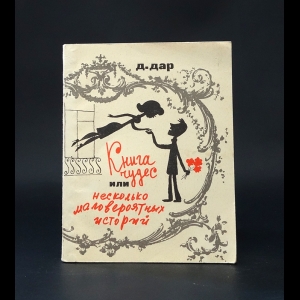 Д. ДАР
Книга
чудес
или
несколько
маловероятных
историй